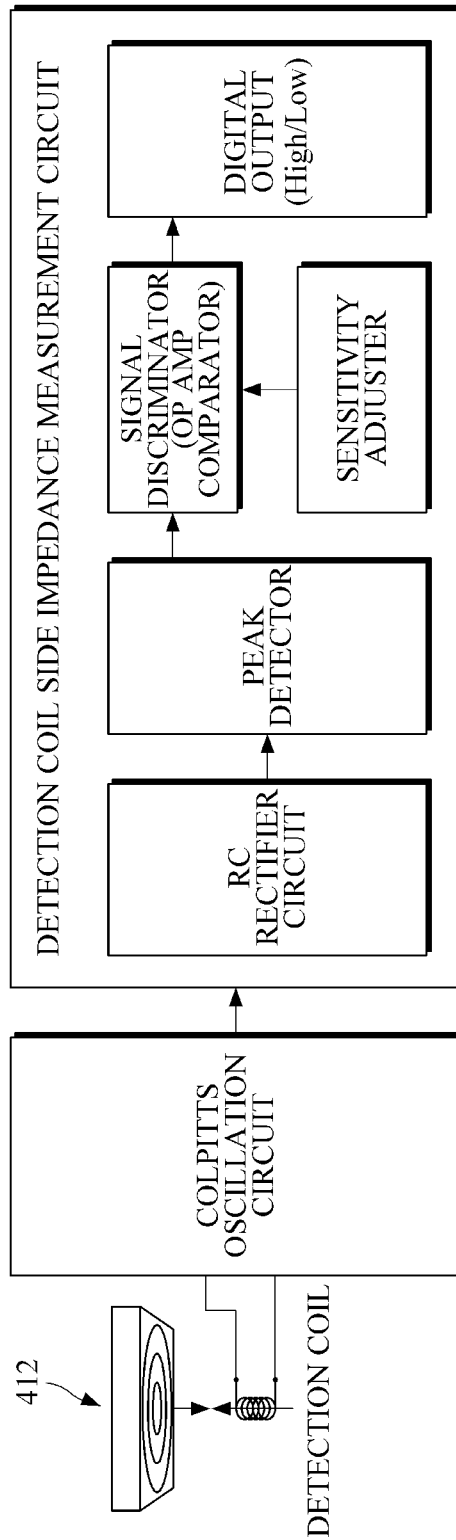 412
DETECTION COIL
COLPITTS
OSCILLATION
CIRCUIT
DETECTION COIL SIDE IMPEDANCE MEASUREMENT CIRCUIT
RC
RECTIFIER
CIRCUIT
PEAK
DETECTOR
SIGNAL
DISCRIMINATOR
(OP AMP
COMPARATOR)
SENSITIVITY
ADJUSTER
DIGITAL
OUTPUT
(High/Low)